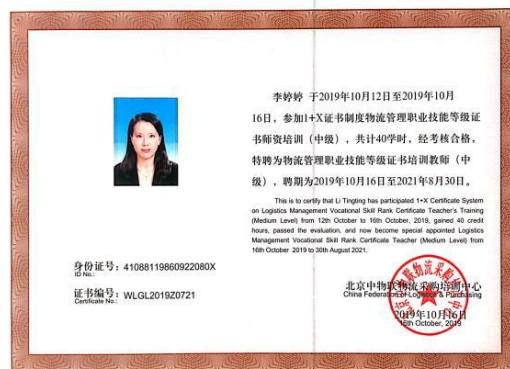 李婷婷 于2019年10月12日至2019年10月
16日，参加1+X证书制度物流管理职业技能等级证
书师资培训（中级），共计40学时，经考核合格，
特聘为物流管理职业技能等级证书培训教师（中
级），聘期为2019年10月16日至2021年8月30日。
This is to certify that Li Tingting has participated 1+X Certificate System
on Logistics Management Vocational Skill Rank Certificate Teacher's Training
(Medium Level) from 12th October to 16th October, 2019, gained 40 credit
hours, passed the evaluation, and now become special appointed Logistics
Management Vocational Skill Rank Certificate Teacher (Medium Level) from
16th October 2019 to 30th August 2021.
身份证号：41088119860922080X
ID No.:
证书编号：WLGL2019Z0721
Certificate No.:
北京中物联物流采购培训中心
China Federation of Logistics & Purchasing
2019年10月16日
16th October, 2019